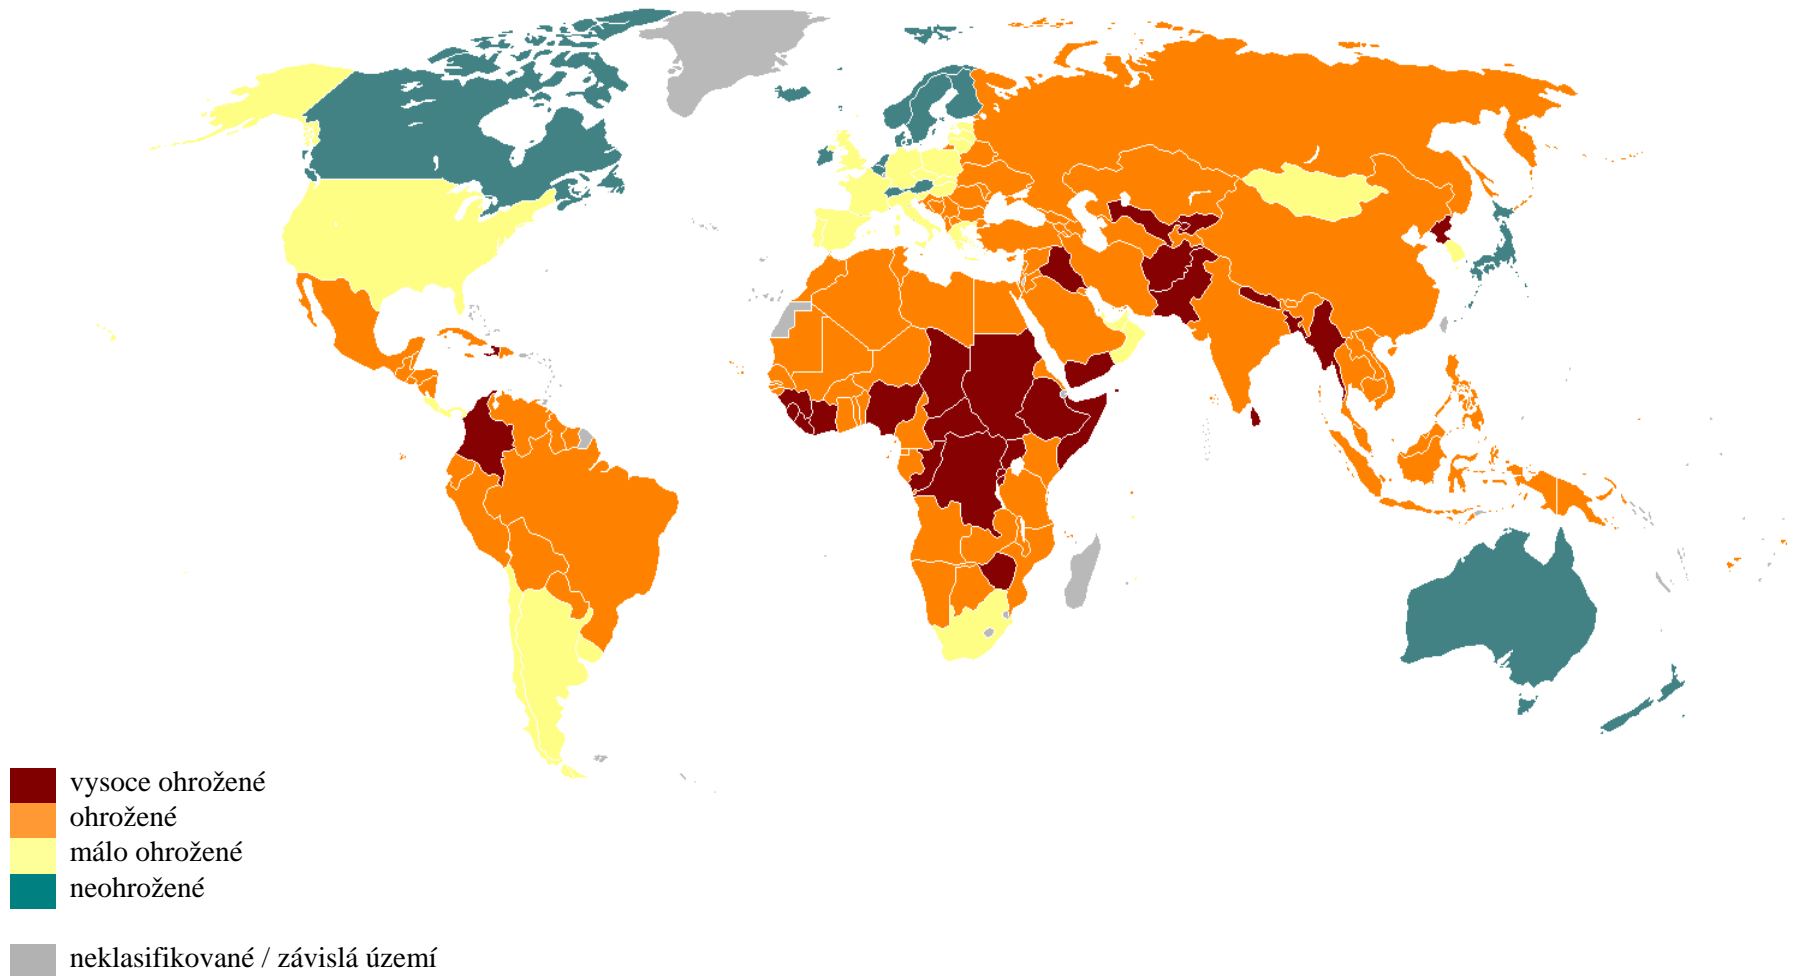 vysoce ohrožené
ohrožené
málo ohrožené
neohrožené
neklasifikované / závislá území